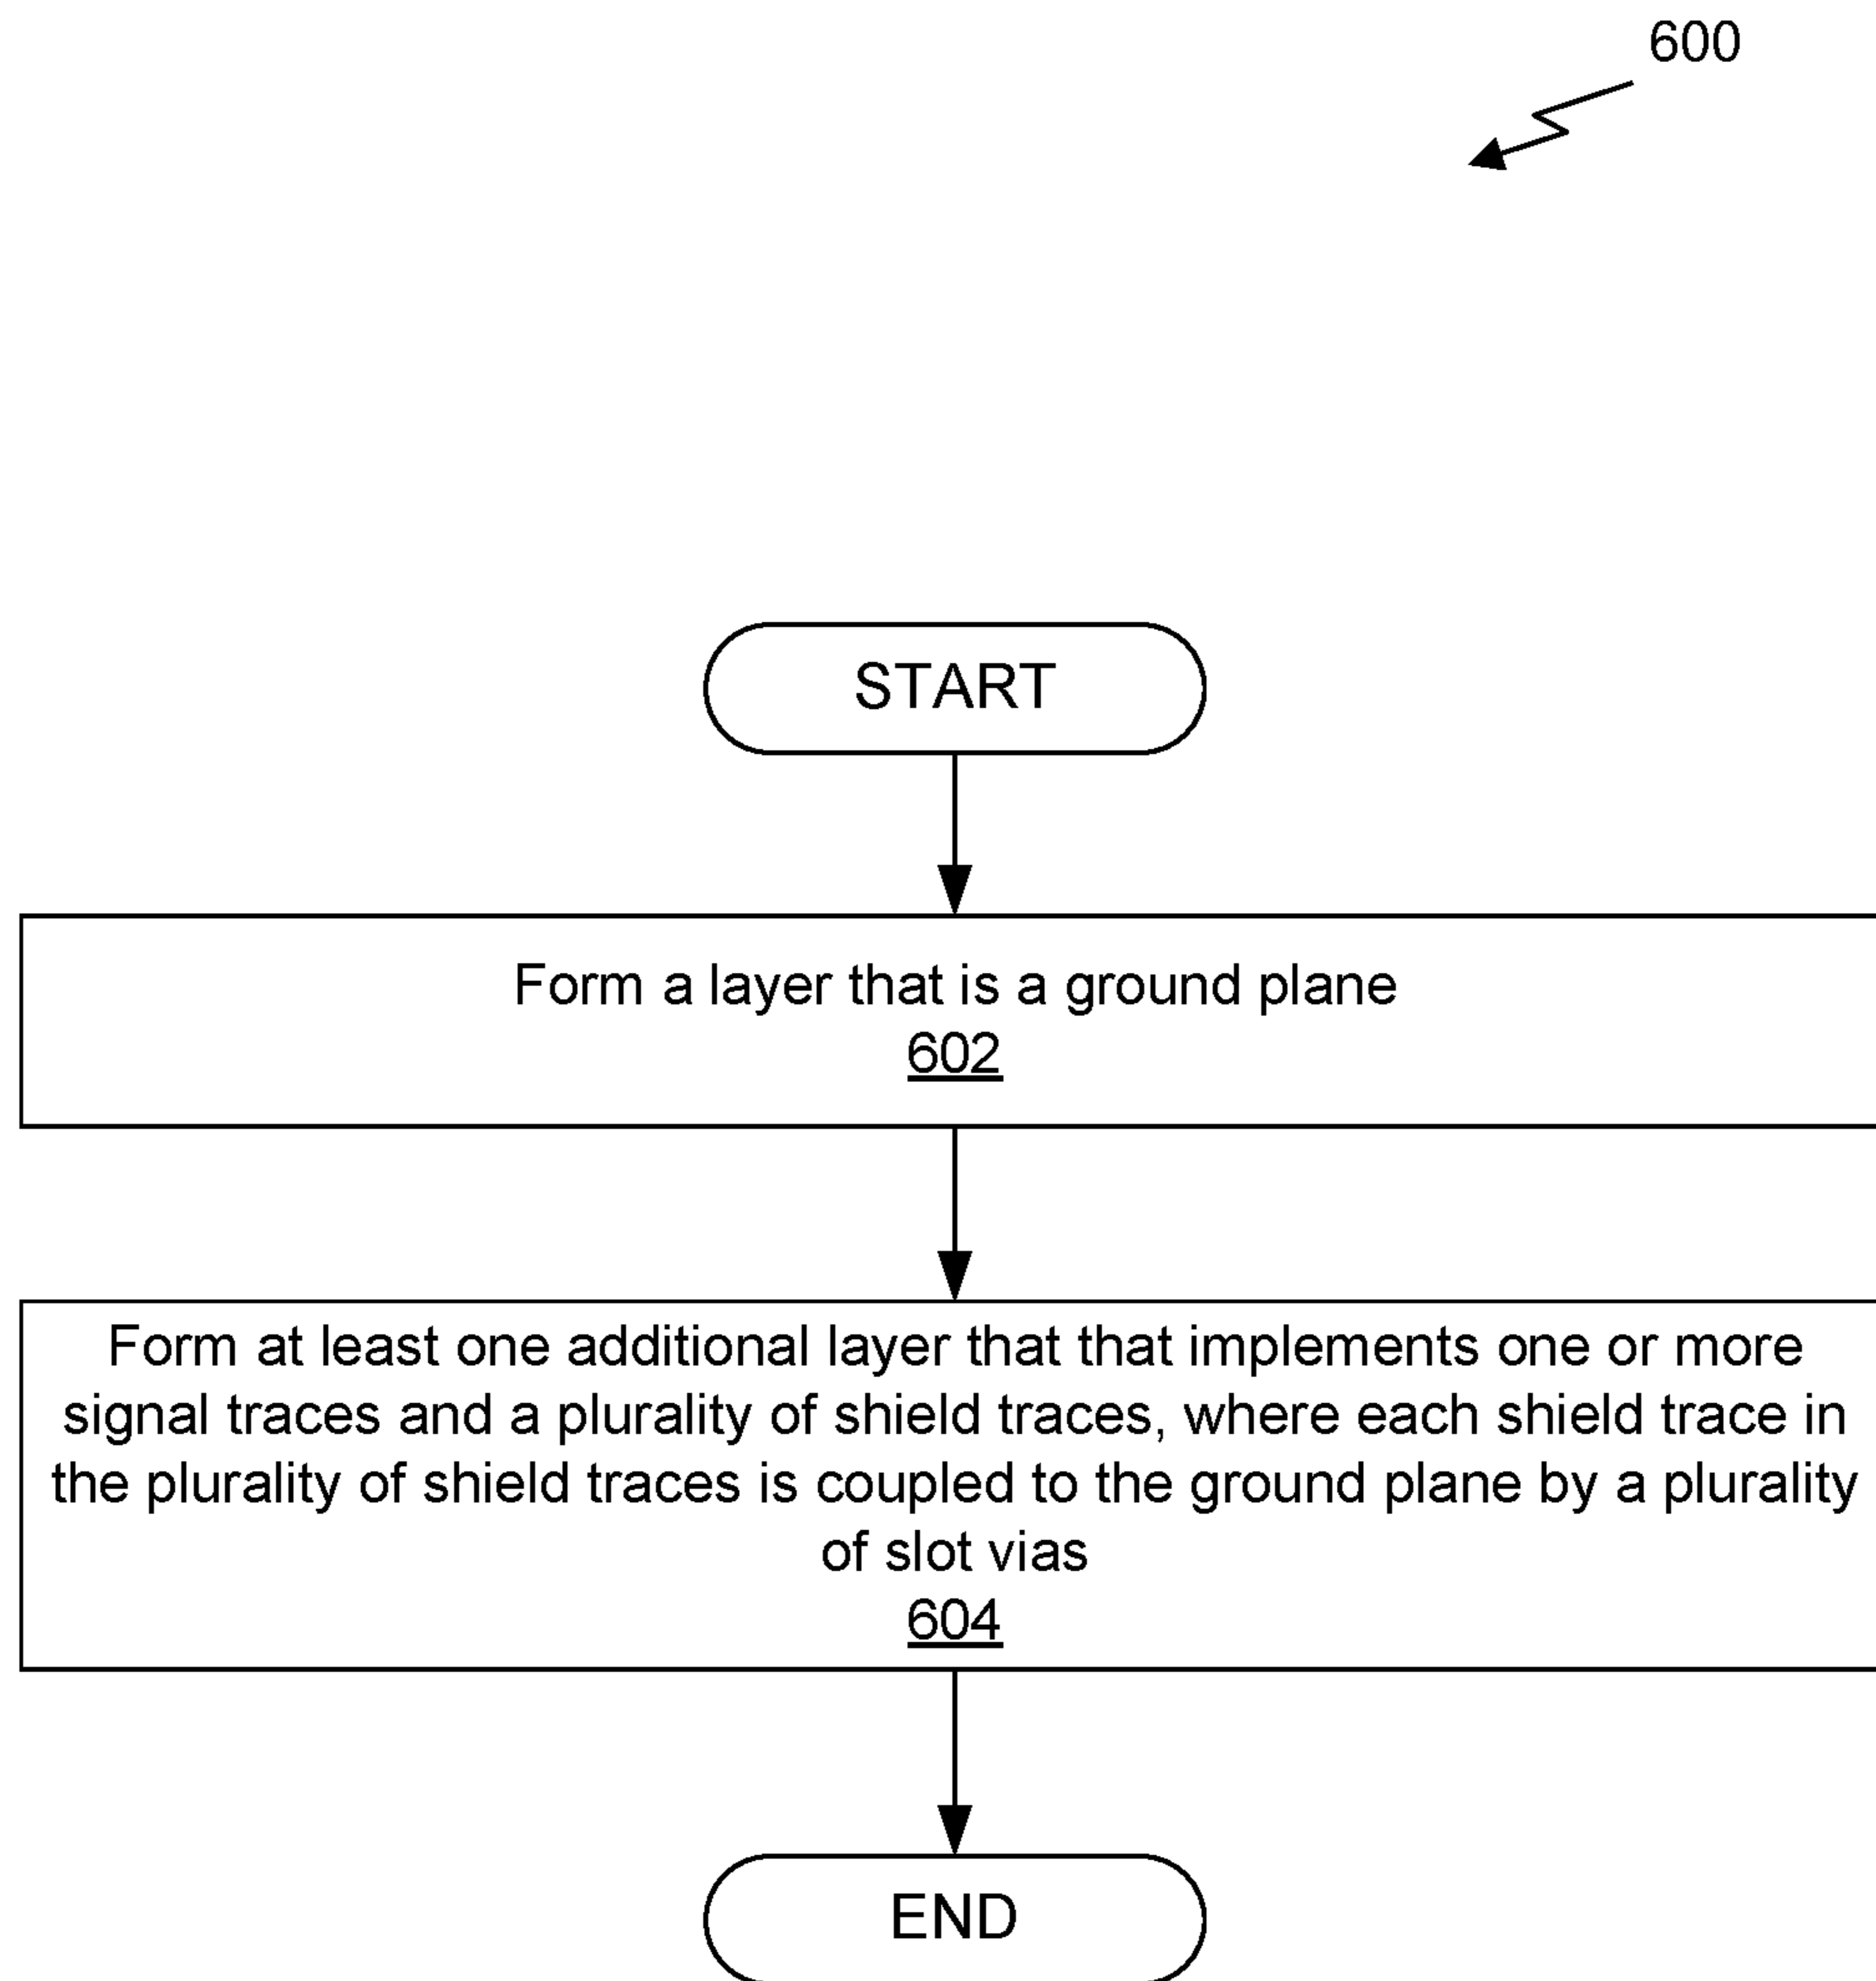 600
START
Form a layer that is a ground plane
602
Form at least one additional layer that that implements one or more
signal traces and a plurality of shield traces, where each shield trace in
the plurality of shield traces is coupled to the ground plane by a plurality
of slot vias
604
END